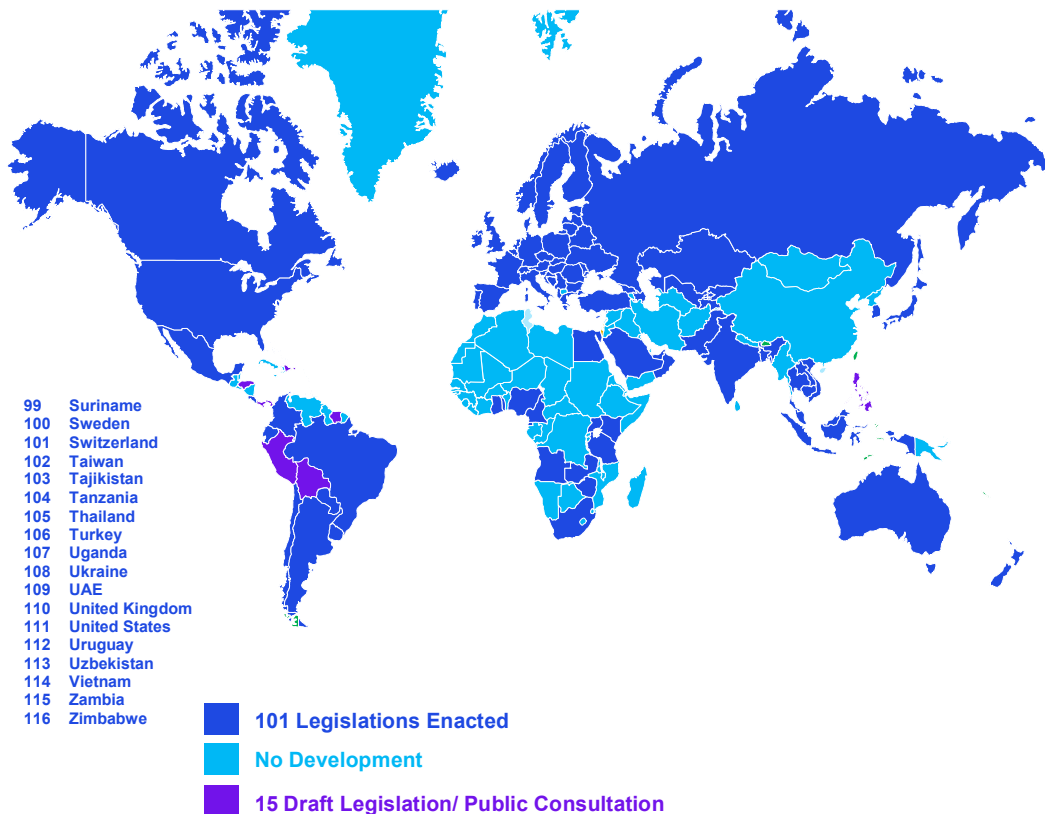 99 Suriname
100 Sweden
101 Switzerland
102 Taiwan
103 Tajikistan
104 Tanzania
105 Thailand
106 Turkey
107 Uganda
108 Ukraine
109 UAE
110 United Kingdom
111 United States
112 Uruguay
113 Uzbekistan
114 Vietnam
115 Zambia
116 Zimbabwe
101 Legislations Enacted
No Development
15 Draft Legislation/ Public Consultation